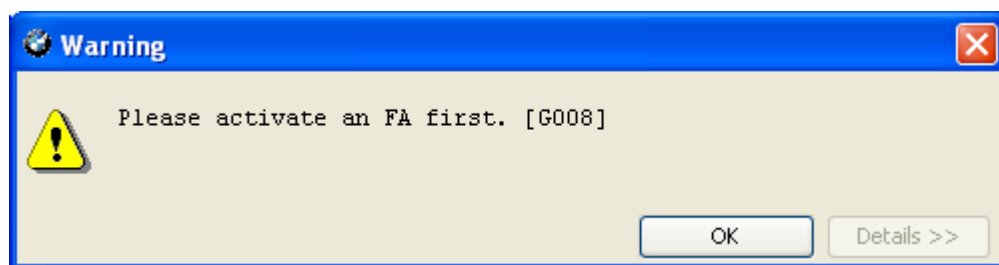 Warning
Please activate an FA first. [G008]
OK
Details >>